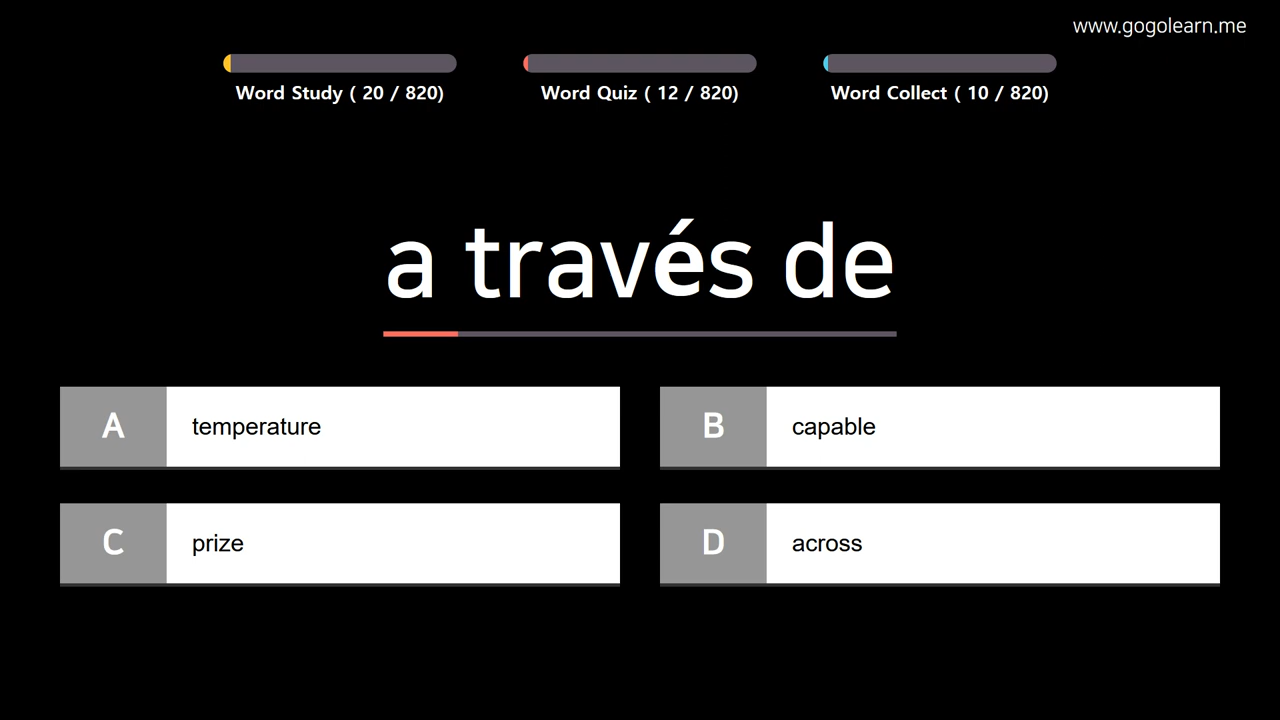 www.gogolearn.me
Word Study ( 20 / 820)
Word Quiz ( 12 / 820)
Word Collect ( 10 / 820)
a través de
A temperature
B capable
C prize
D across